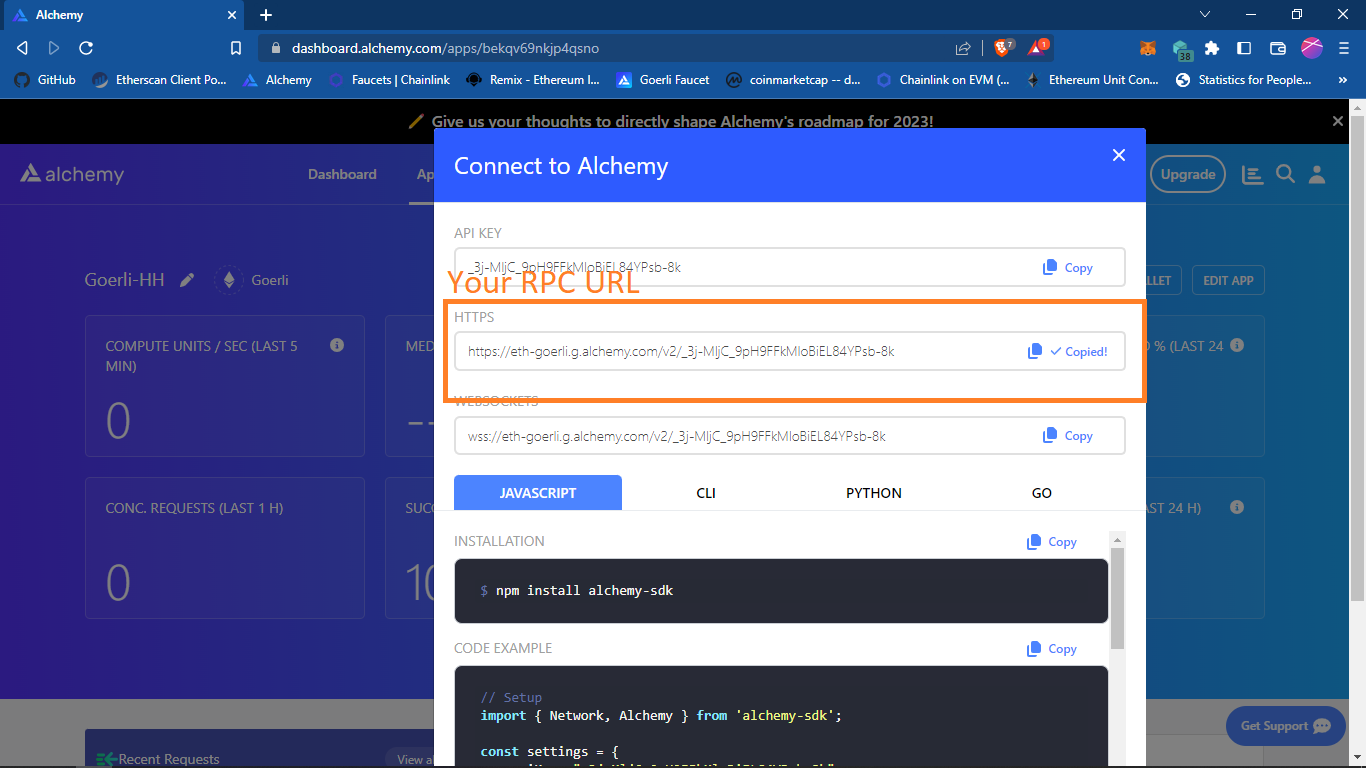 Alchemy
dashboard.alchemy.com/apps/bekqv69nkjp4qsno
7
1
38
GitHub
Etherscan Client Po...
Alchemy
Faucets | Chainlink
Remix - Ethereum I...
Goerli Faucet
coinmarketcap -- d...
Chainlink on EVM (...
Ethereum Unit Con...
Statistics for People...
»
Give us your thoughts to directly shape Alchemy's roadmap for 2023!
alchemy
Dashboard
Ap
Upgrade
Connect to Alchemy
API KEY
_3j-MIjC_9pH9FFkMIoBiEL84YPsb-8k
Copy
Your RPC URL
Goerli-HH
Goerli
LLET
EDIT APP
HTTPS
https://eth-goerli.g.alchemy.com/v2/_3j-MIjC_9pH9FFkMIoBiEL84YPsb-8k
Copied!
COMPUTE UNITS / SEC (LAST 5
MIN)
0
MED
--
% (LAST 24
WEBSOCKETS
wss://eth-goerli.g.alchemy.com/v2/_3j-MIjC_9pH9FFkMIoBiEL84YPsb-8k
Copy
JAVASCRIPT
CLI
PYTHON
GO
CONC. REQUESTS (LAST 1 H)
0
SUCC
10
ST 24 H)
INSTALLATION
Copy
$ npm install alchemy-sdk
CODE EXAMPLE
Copy
// Setup
import { Network, Alchemy } from 'alchemy-sdk';
const settings = {
Get Support
Recent Requests
View a